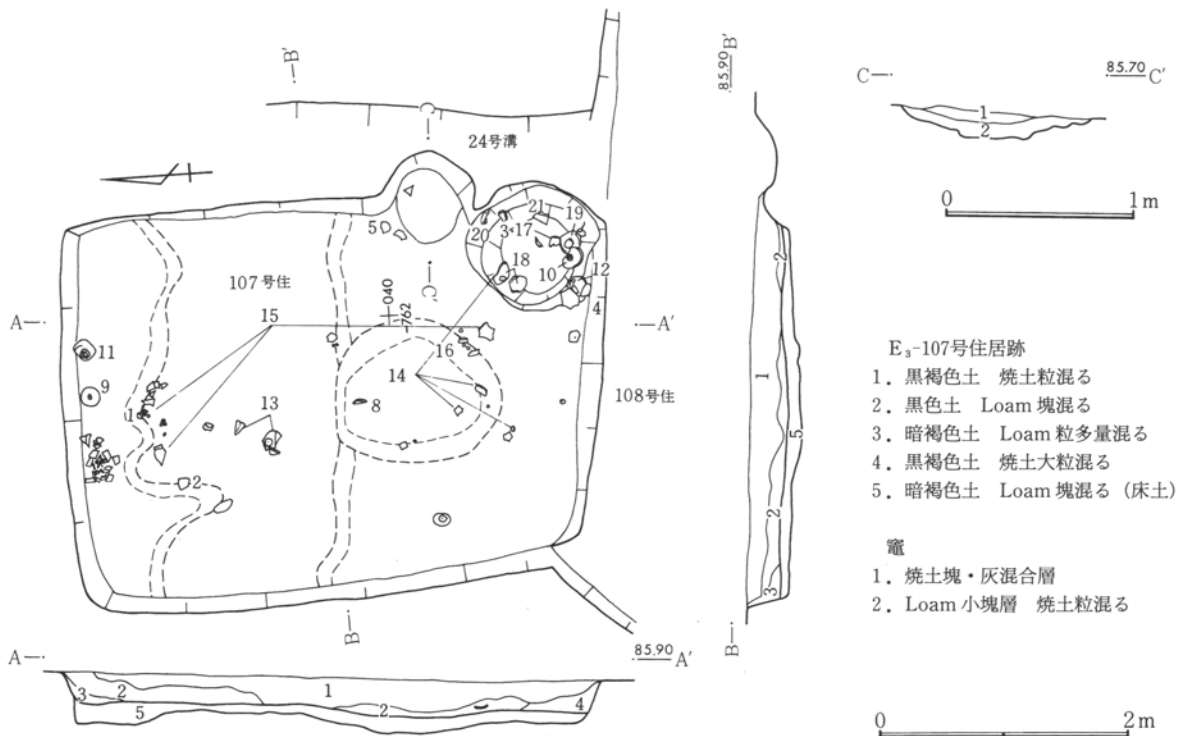 B'
C
24号溝
5
20
3
17
21
19
18
10
12
4
107号住
C'
040
762
A
A'
11
15
16
9
14
108号住
1
13
8
2
B
A
85.90 A'
3
2
1
4
5
2
85.90 B'
2
1
5
2
3
B
C
85.70 C'
1
2
0 1m
E₃-107号住居跡
1. 黒褐色土 焼土粒混る
2. 黒色土 Loam 塊混る
3. 暗褐色土 Loam 粒多量混る
4. 黒褐色土 焼土大粒混る
5. 暗褐色土 Loam 塊混る (床土)
竈
1. 焼土塊・灰混合層
2. Loam 小塊層 焼土粒混る
0 2m